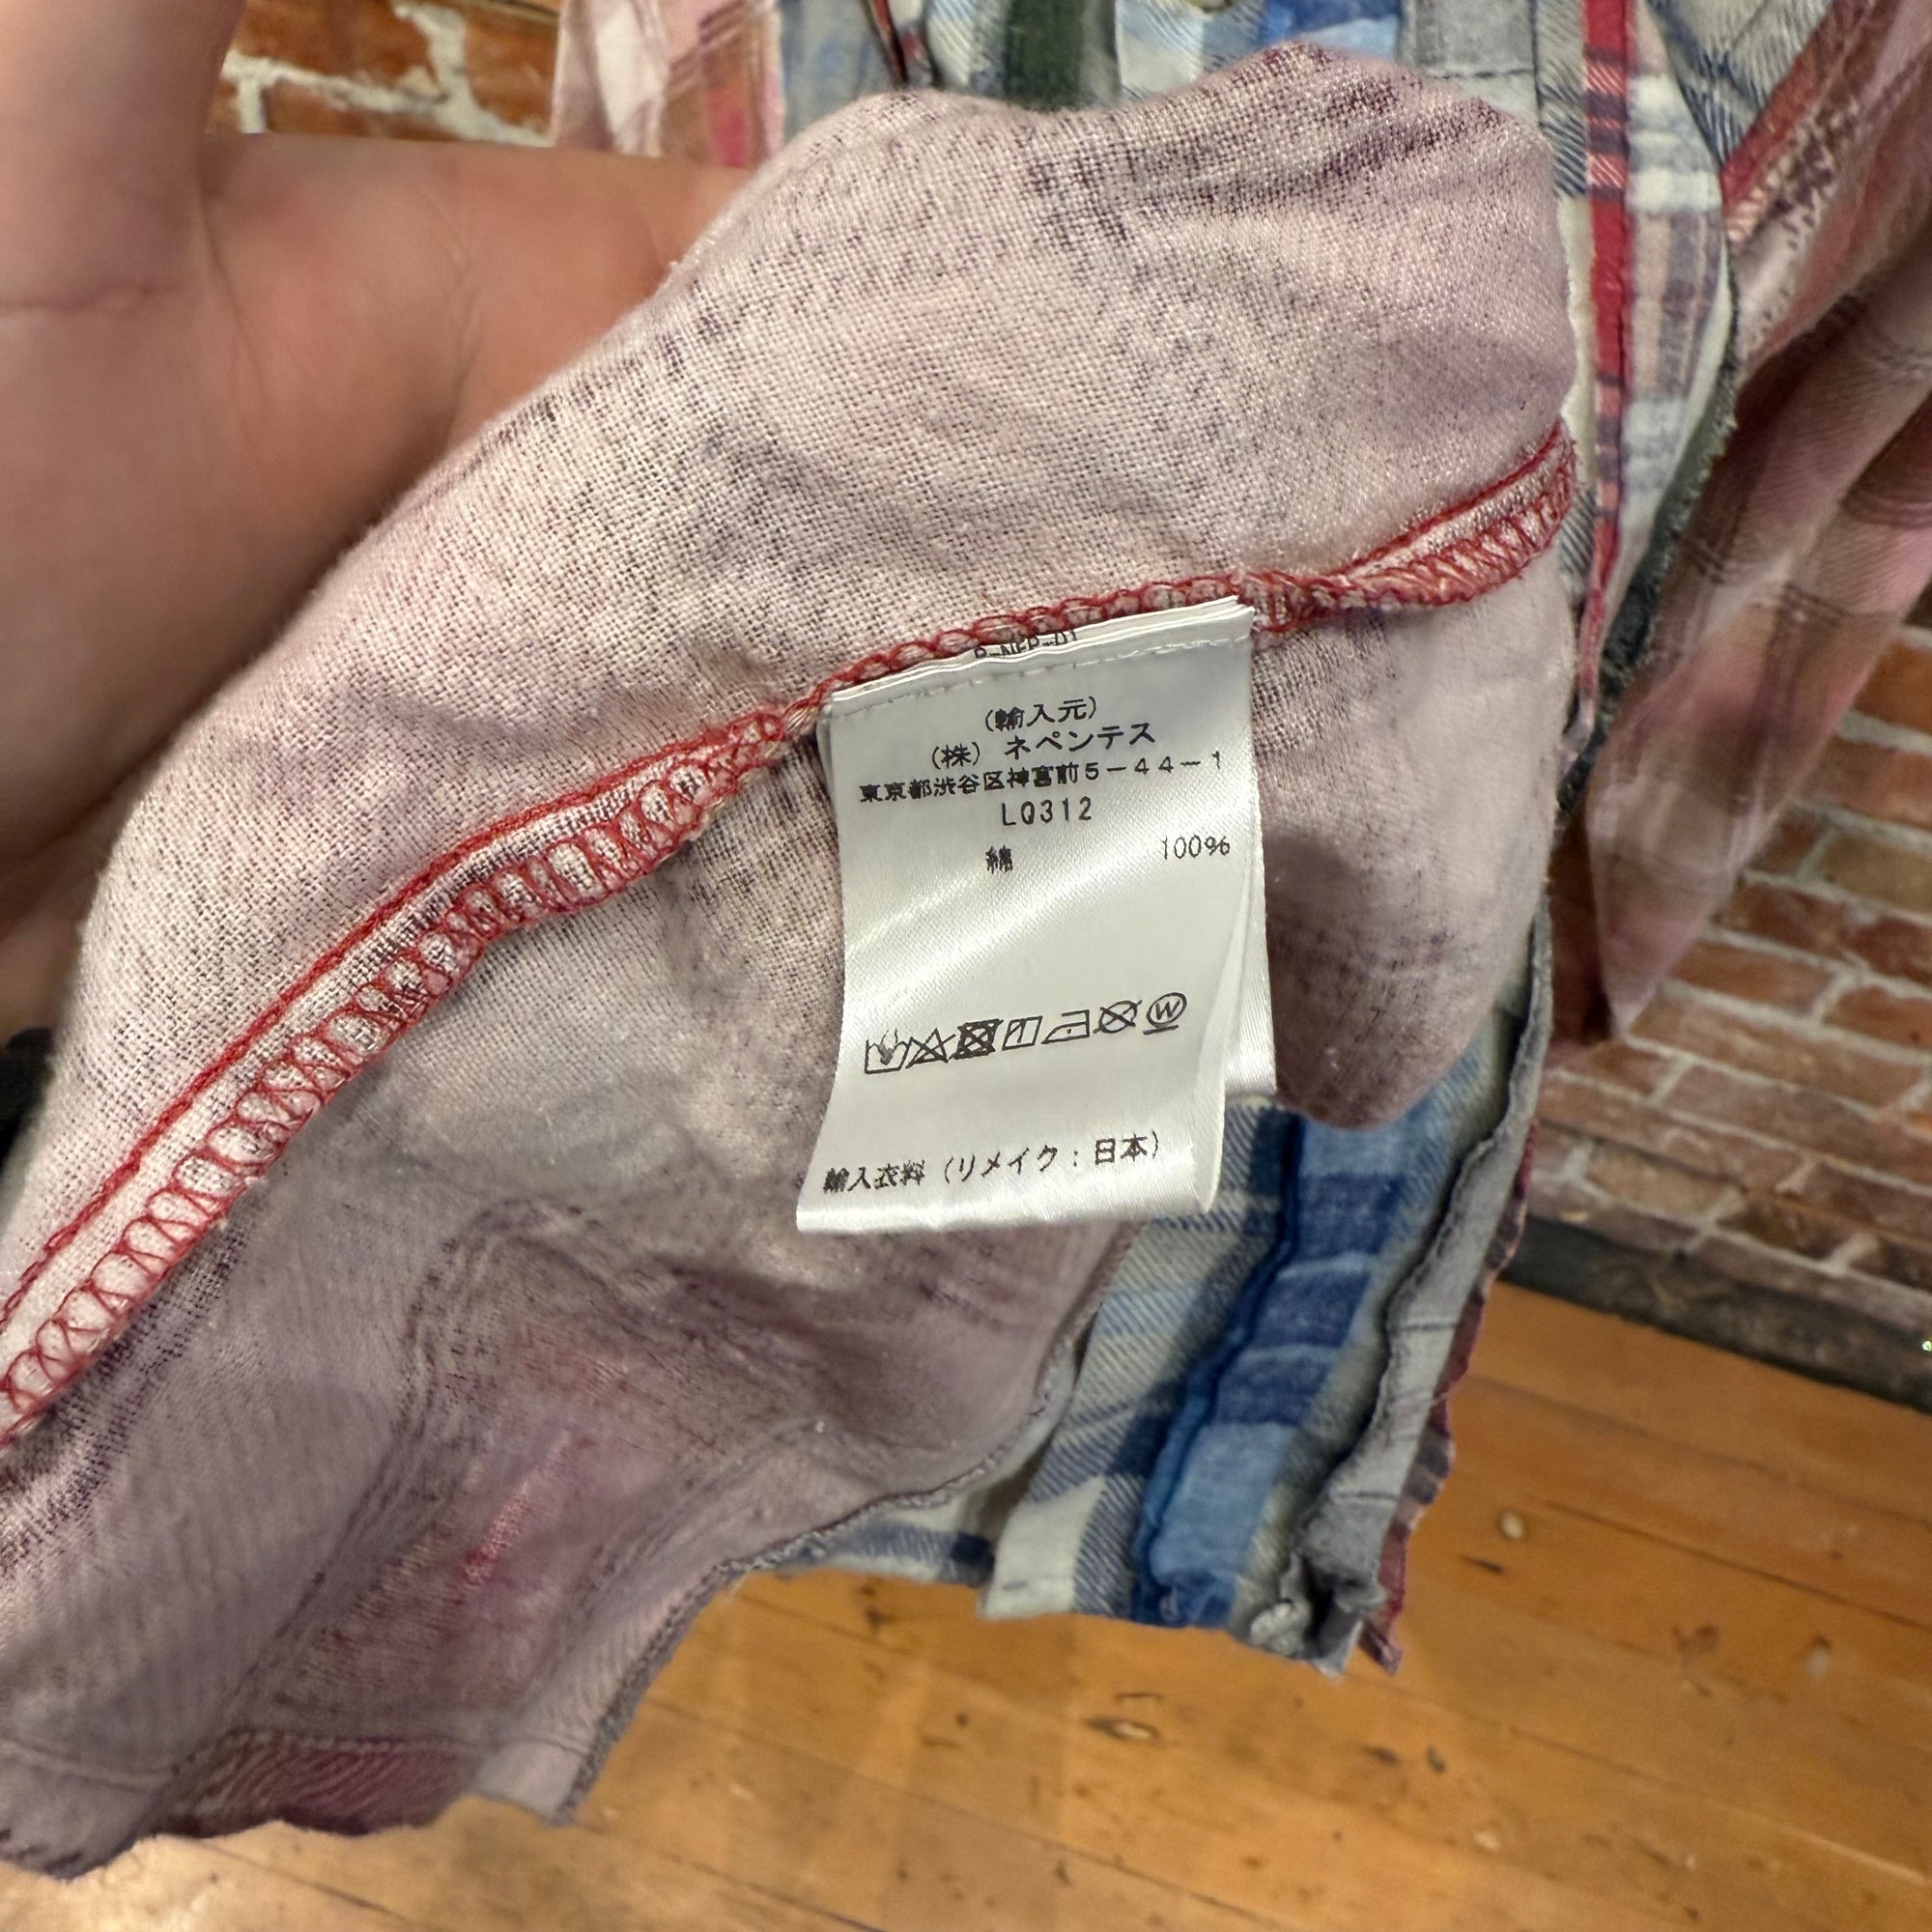 (輸入元)
(株) ネペンテス
東京都渋谷区神宮前5-44-1
LQ312
綿 100%
輸入衣料 (リメイク:日本)